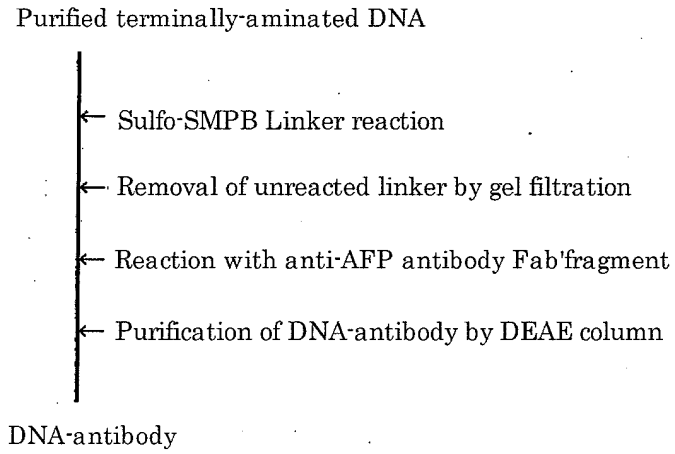 Purified terminally-aminated DNA
← Sulfo-SMPB Linker reaction
← Removal of unreacted linker by gel filtration
← Reaction with anti-AFP antibody Fab'fragment
← Purification of DNA-antibody by DEAE column
DNA-antibody